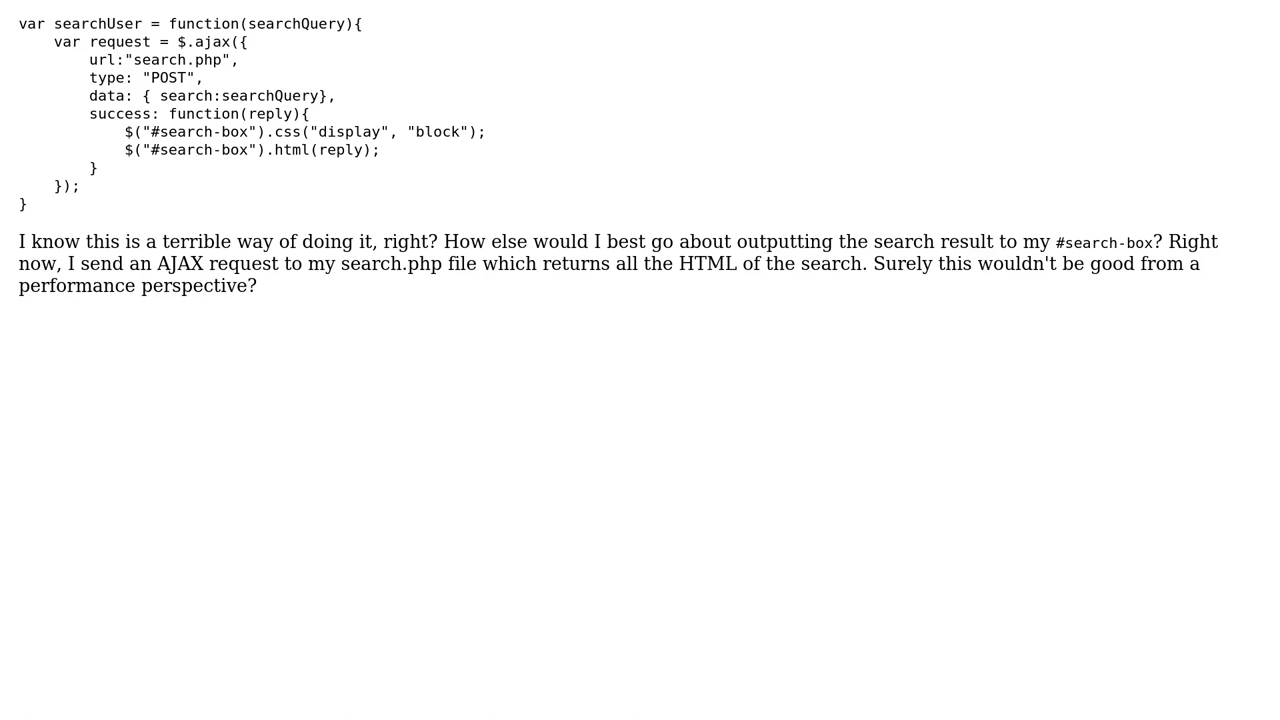 var searchUser = function(searchQuery){
    var request = $.ajax({
        url:"search.php",
        type: "POST",
        data: { search:searchQuery},
        success: function(reply){
            $("#search-box").css("display", "block");
            $("#search-box").html(reply);
        }
    });
}
I know this is a terrible way of doing it, right? How else would I best go about outputting the search result to my #search-box? Right
now, I send an AJAX request to my search.php file which returns all the HTML of the search. Surely this wouldn't be good from a
performance perspective?